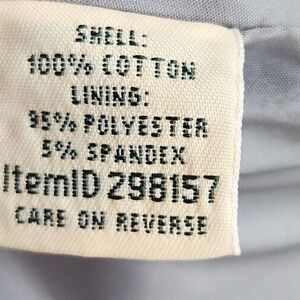 SHELL:
100% COTTON
LINING:
95% POLYESTER
5% SPANDEX
ItemID 298157
CARE ON REVERSE